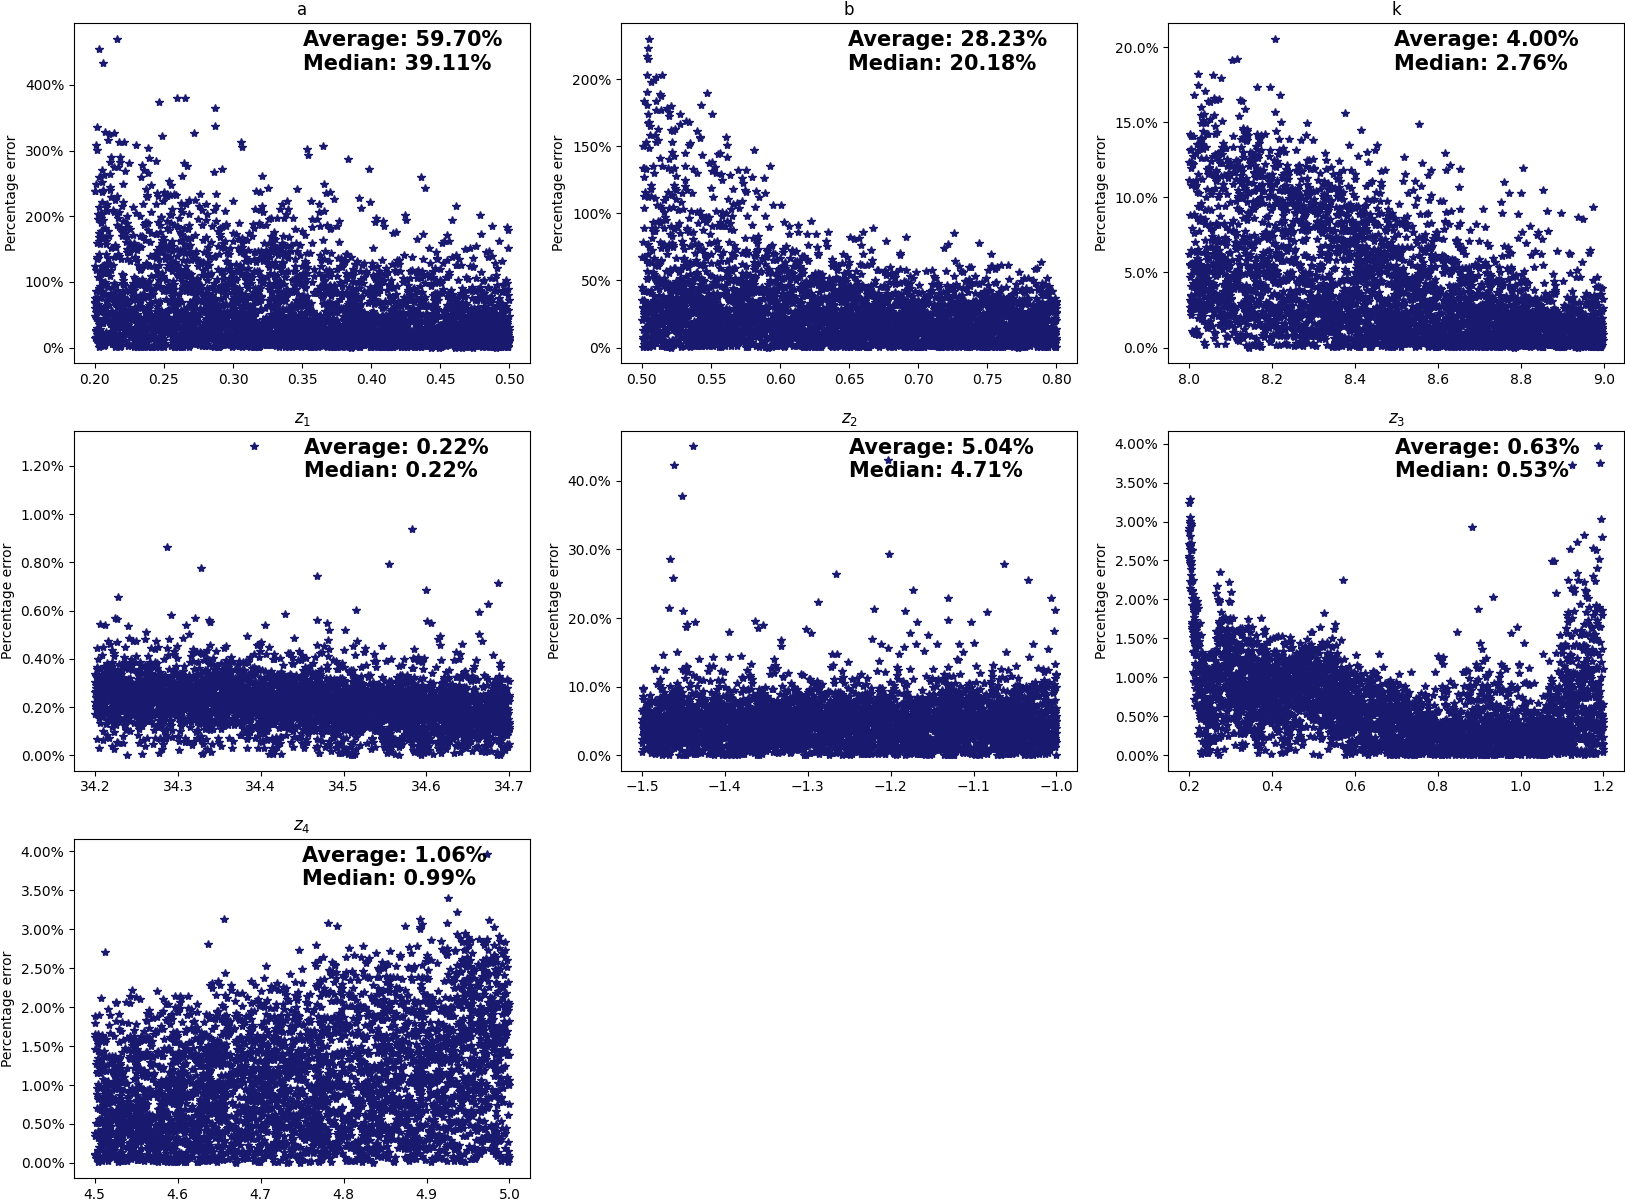 a
Average: 59.70%
Median: 39.11%
Percentage error
400%
300%
200%
100%
0%
0.20 0.25 0.30 0.35 0.40 0.45 0.50
b
Average: 28.23%
Median: 20.18%
Percentage error
200%
150%
100%
50%
0%
0.50 0.55 0.60 0.65 0.70 0.75 0.80
k
Average: 4.00%
Median: 2.76%
Percentage error
20.0%
15.0%
10.0%
5.0%
0.0%
8.0 8.2 8.4 8.6 8.8 9.0
z₁
Average: 0.22%
Median: 0.22%
Percentage error
1.20%
1.00%
0.80%
0.60%
0.40%
0.20%
0.00%
34.2 34.3 34.4 34.5 34.6 34.7
z₂
Average: 5.04%
Median: 4.71%
Percentage error
40.0%
30.0%
20.0%
10.0%
0.0%
−1.5 −1.4 −1.3 −1.2 −1.1 −1.0
z₃
Average: 0.63%
Median: 0.53%
Percentage error
4.00%
3.50%
3.00%
2.50%
2.00%
1.50%
1.00%
0.50%
0.00%
0.2 0.4 0.6 0.8 1.0 1.2
z₄
Average: 1.06%
Median: 0.99%
Percentage error
4.00%
3.50%
3.00%
2.50%
2.00%
1.50%
1.00%
0.50%
0.00%
4.5 4.6 4.7 4.8 4.9 5.0